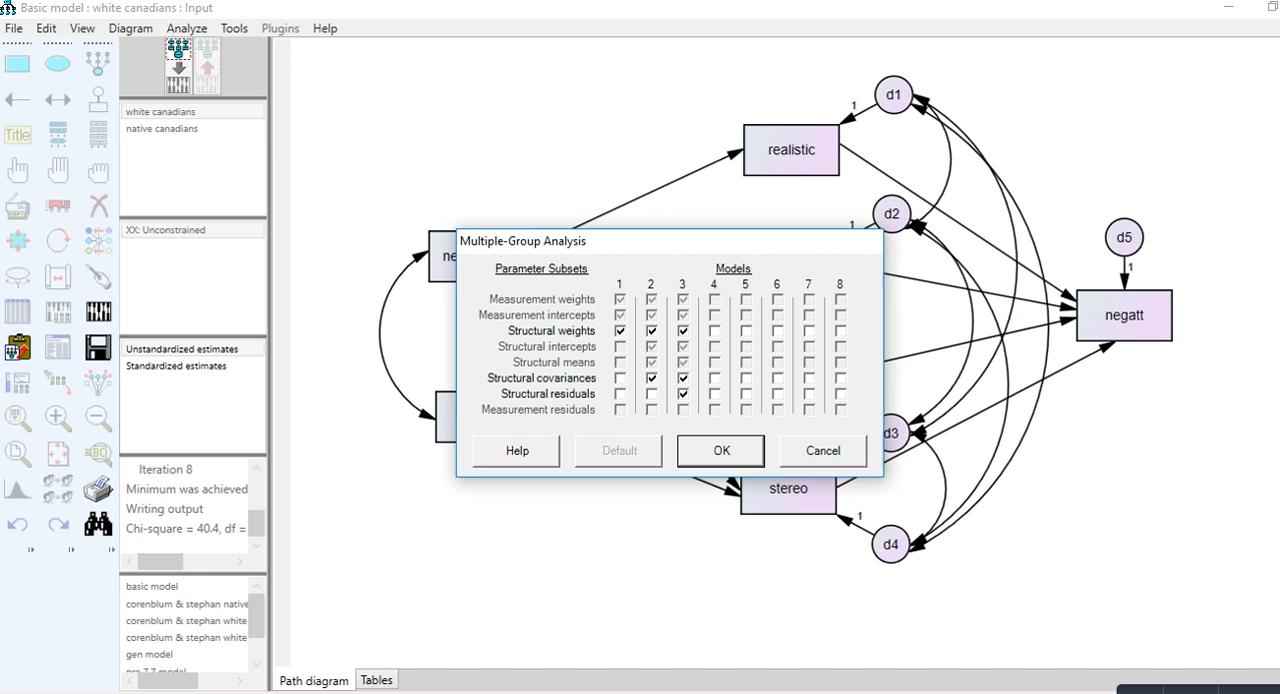 Basic model : white canadians : Input
File Edit View Diagram Analyze Tools Plugins Help
Title
white canadians
native canadians
XX: Unconstrained
Unstandardized estimates
Standardized estimates
Iteration 8
Minimum was achieved
Writing output
Chi-square = 40.4, df =
basic model
corenblum & stephan native
corenblum & stephan white
corenblum & stephan white
gen model
d1
1
realistic
d2
1
d5
1
negatt
ne
d3
stereo
1
d4
Multiple-Group Analysis
Parameter Subsets Models
1 2 3 4 5 6 7 8
Measurement weights
Measurement intercepts
Structural weights
Structural intercepts
Structural means
Structural covariances
Structural residuals
Measurement residuals
Help Default OK Cancel
Path diagram Tables